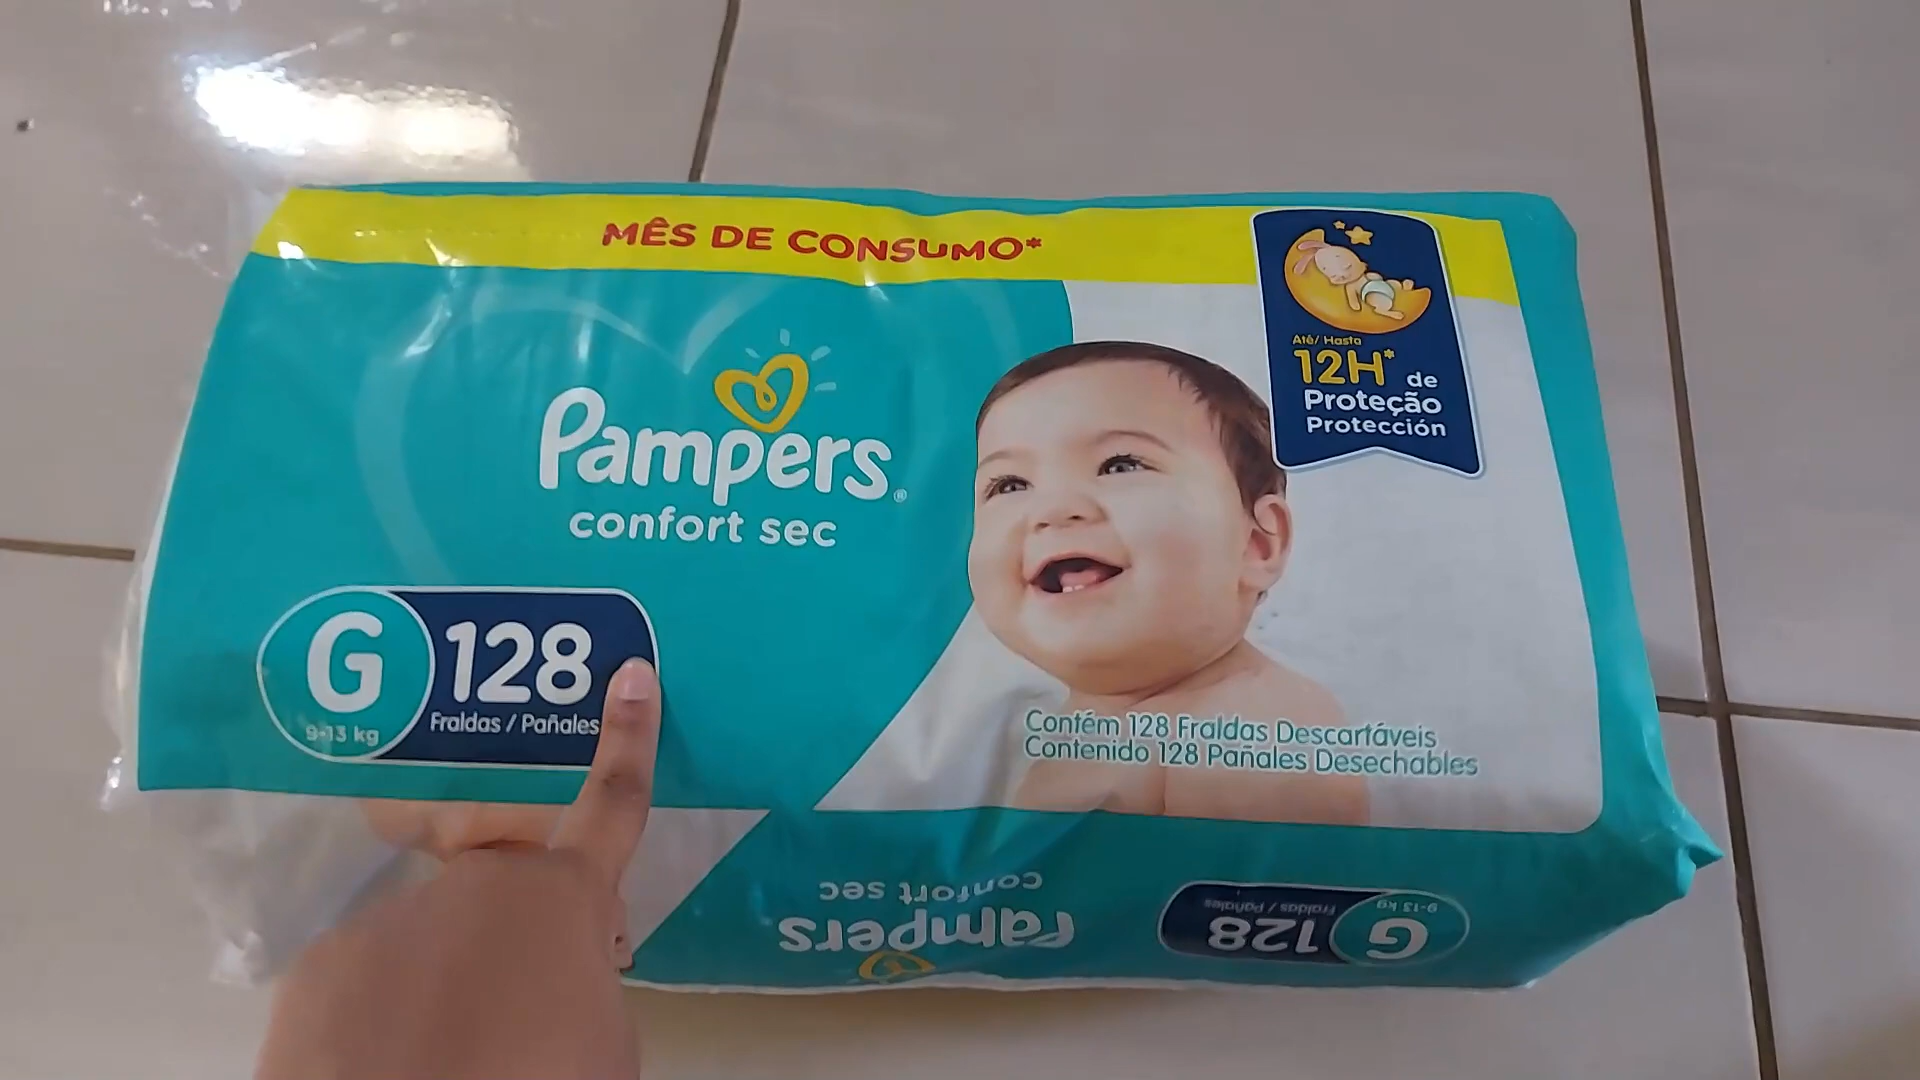 MÊS DE CONSUMO*
Até/ Hasta
12H* de
Proteção
Protección
Pampers®
confort sec
G 128
9-13 kg
Fraldas / Pañales
Contém 128 Fraldas Descartáveis
Contenido 128 Pañales Desechables
Pampers
confort sec
G 128
9-13 kg
Fraldas / Pañales